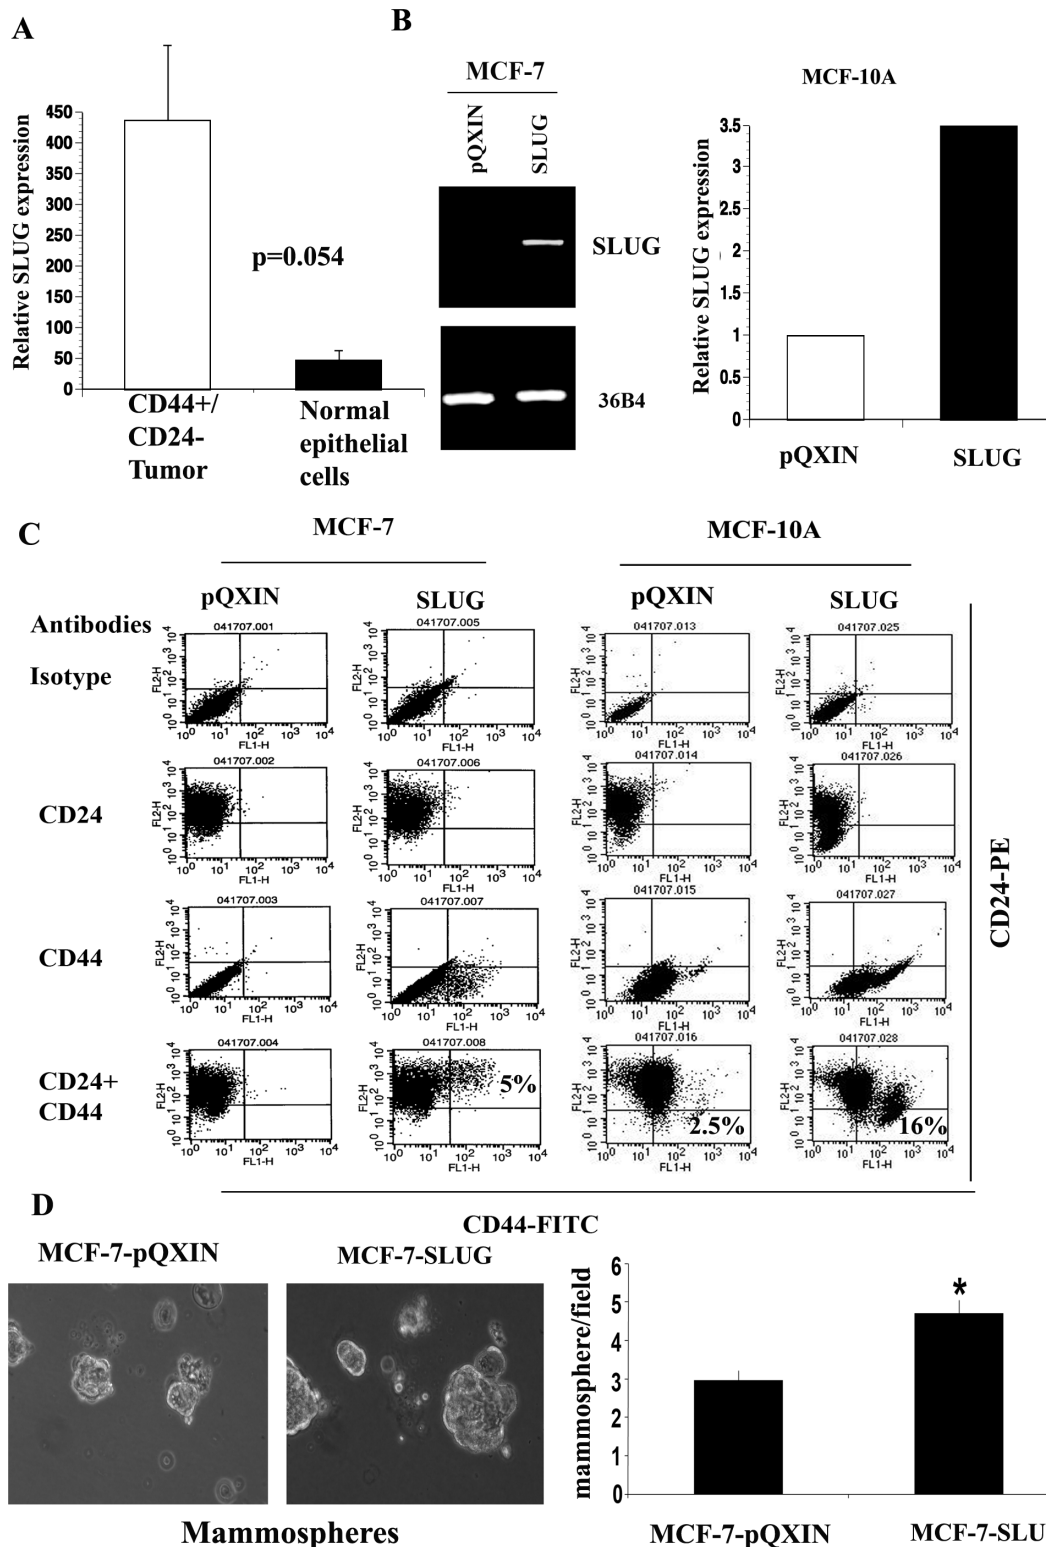 A
B
Relative SLUG expression
450
400
350
300
250
200
150
100
50
0
p=0.054
CD44+/
CD24-
Tumor
Normal
epithelial
cells
MCF-7
pQXIN
SLUG
SLUG
36B4
MCF-10A
Relative SLUG expression
3.5
3
2.5
2
1.5
1
0.5
0
pQXIN
SLUG
C
MCF-7
MCF-10A
pQXIN
SLUG
pQXIN
SLUG
Antibodies
Isotype
CD24
CD44
CD24+
CD44
041707.001
041707.005
041707.013
041707.025
041707.002
041707.006
041707.014
041707.026
041707.003
041707.007
041707.015
041707.027
041707.004
041707.008
041707.016
041707.028
FL2-H
FL1-H
10⁰ 10¹ 10² 10³ 10⁴
5%
2.5%
16%
CD24-PE
CD44-FITC
D
MCF-7-pQXIN
MCF-7-SLUG
Mammospheres
mammosphere/field
6
5
4
3
2
1
0
*
MCF-7-pQXIN
MCF-7-SLU